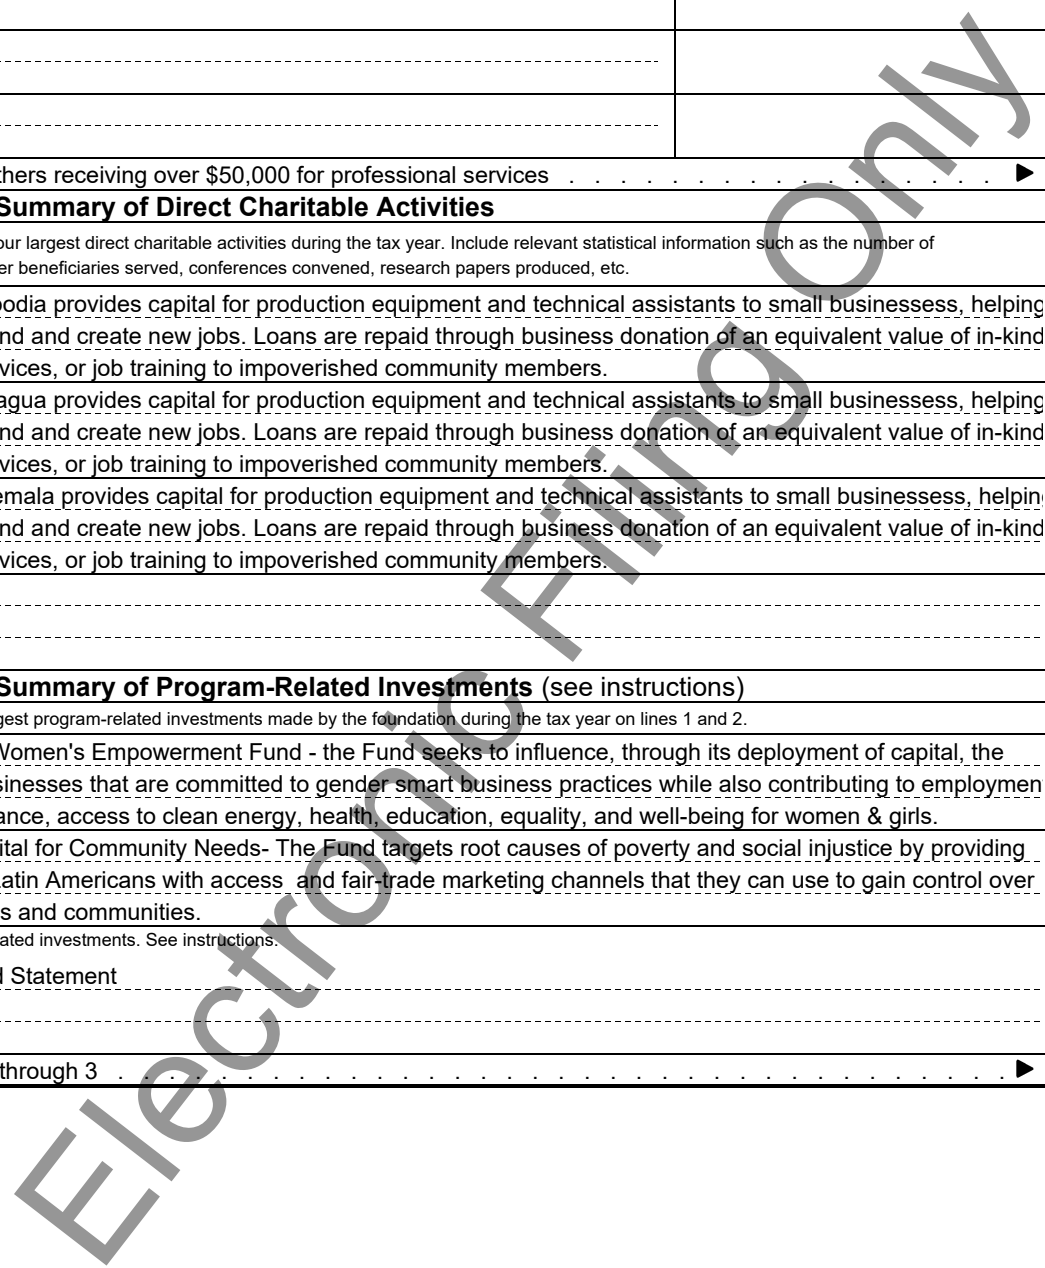 thers receiving over $50,000 for professional services . . . . . . . . . . . . . . . . . ▶
Summary of Direct Charitable Activities
our largest direct charitable activities during the tax year. Include relevant statistical information such as the number of
er beneficiaries served, conferences convened, research papers produced, etc.
odia provides capital for production equipment and technical assistants to small businessess, helping
nd and create new jobs. Loans are repaid through business donation of an equivalent value of in-kind
vices, or job training to impoverished community members.
agua provides capital for production equipment and technical assistants to small businessess, helping
nd and create new jobs. Loans are repaid through business donation of an equivalent value of in-kind
vices, or job training to impoverished community members.
emala provides capital for production equipment and technical assistants to small businessess, helping
nd and create new jobs. Loans are repaid through business donation of an equivalent value of in-kind
vices, or job training to impoverished community members.
Summary of Program-Related Investments (see instructions)
gest program-related investments made by the foundation during the tax year on lines 1 and 2.
Women's Empowerment Fund - the Fund seeks to influence, through its deployment of capital, the
sinesses that are committed to gender smart business practices while also contributing to employmen
ance, access to clean energy, health, education, equality, and well-being for women & girls.
ital for Community Needs- The Fund targets root causes of poverty and social injustice by providing
Latin Americans with access  and fair-trade marketing channels that they can use to gain control over
s and communities.
ated investments. See instructions.
d Statement
through 3 . . . . . . . . . . . . . . . . . . . . . . . . . . . . . . . . . . . ▶
Electronic Filing Only